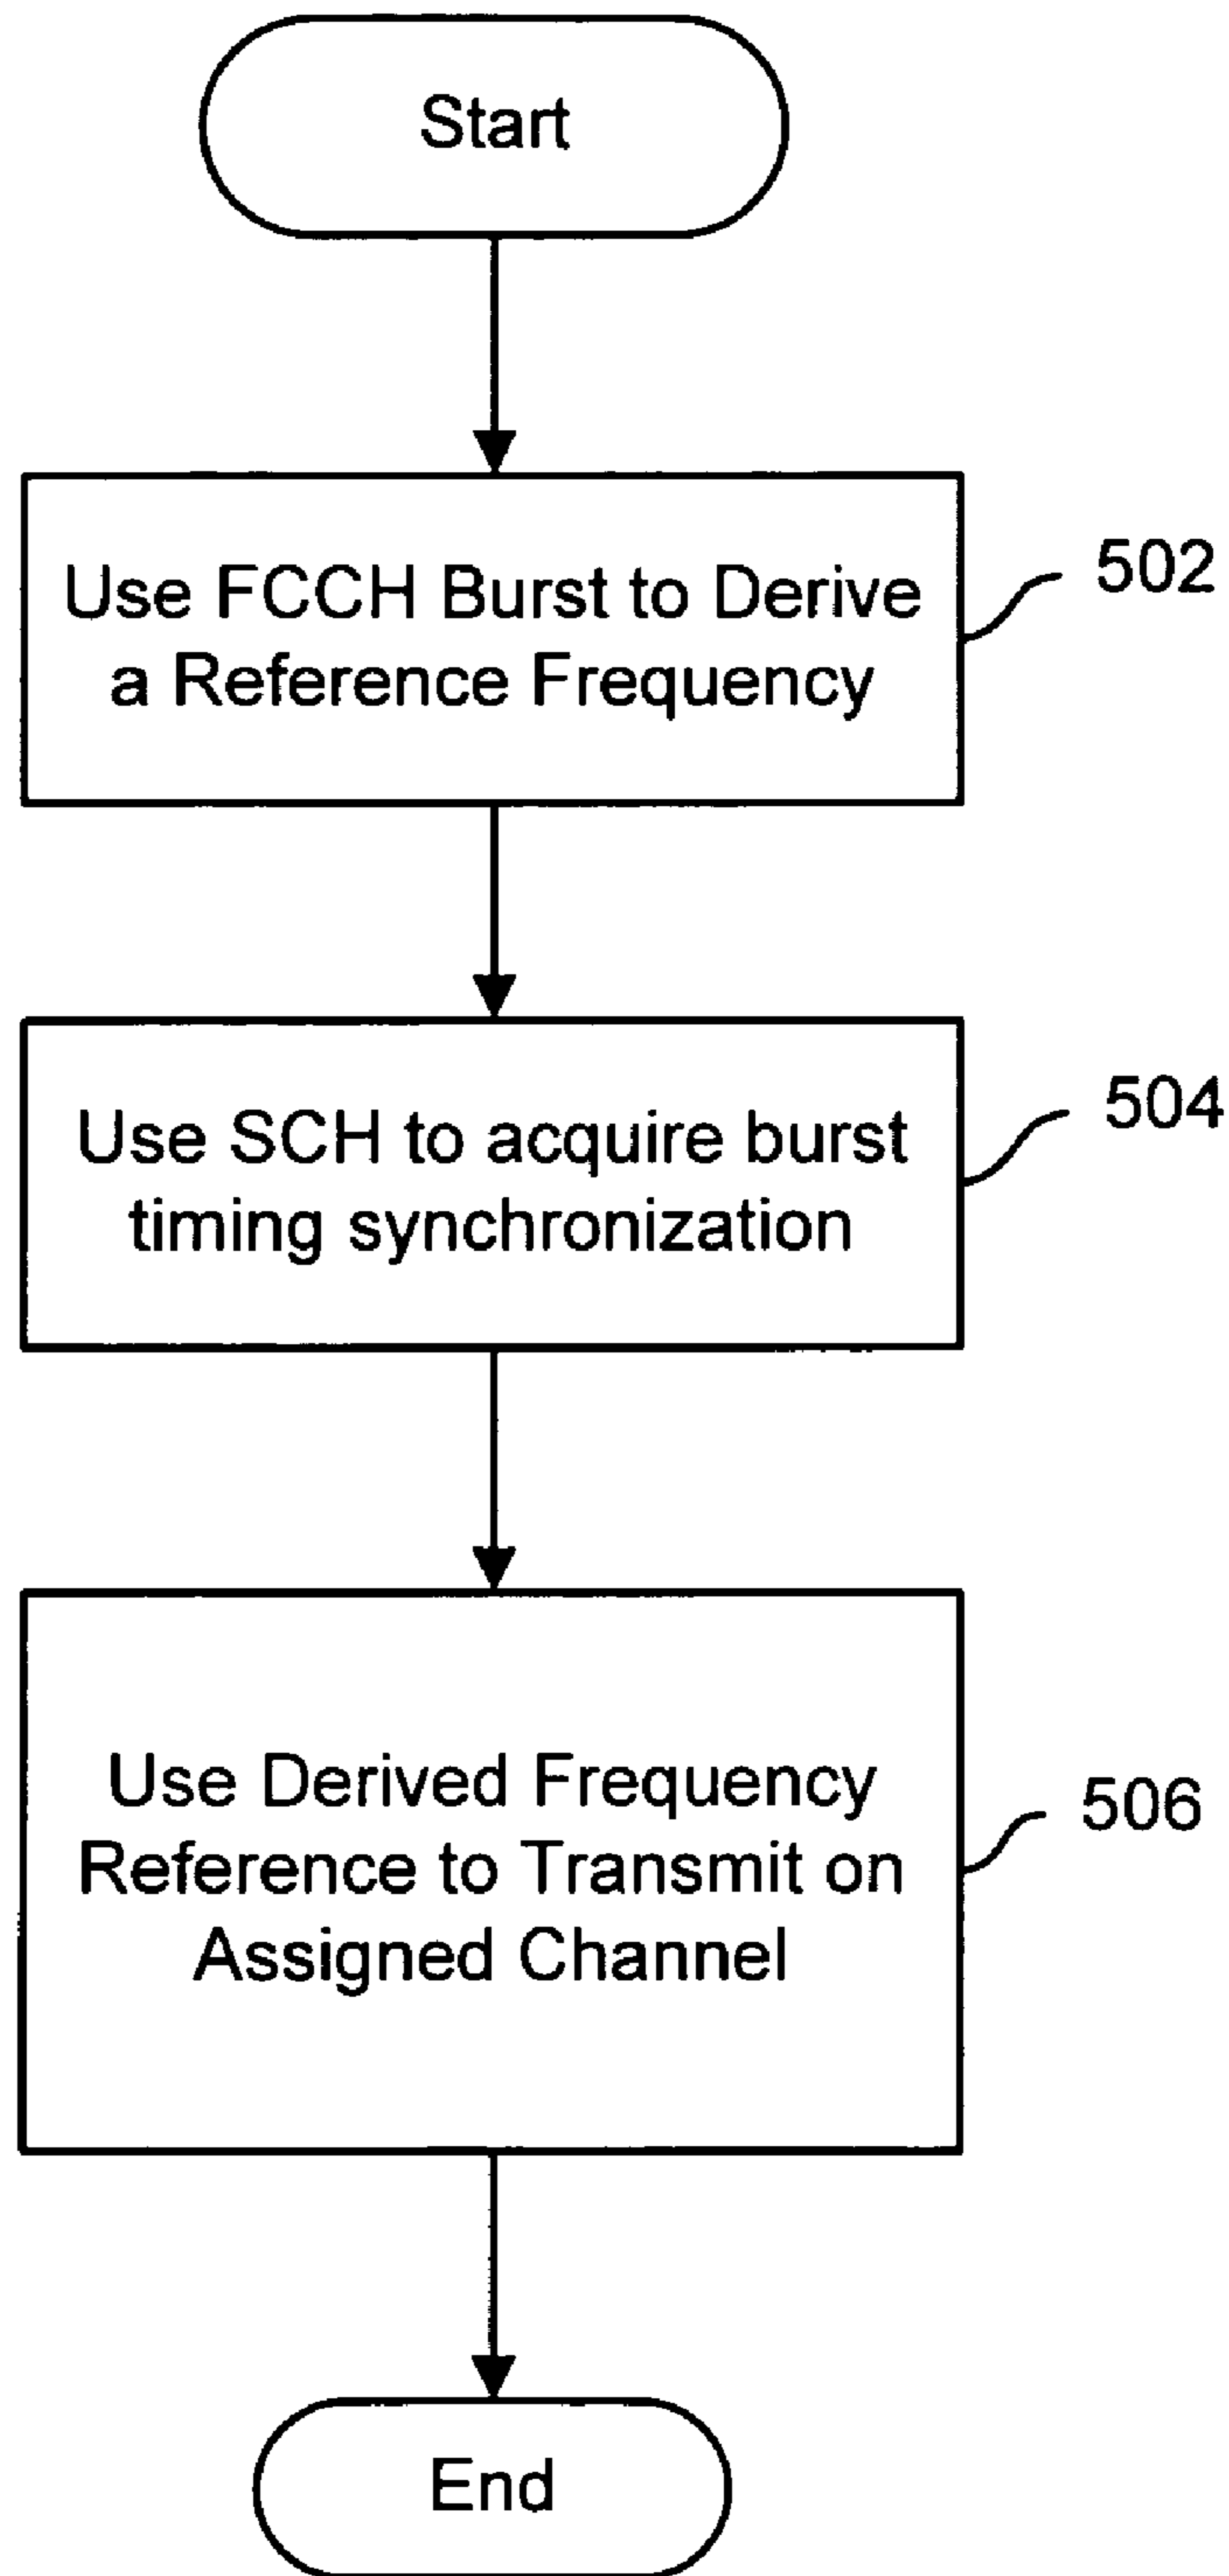 Start
Use FCCH Burst to Derive
a Reference Frequency
502
Use SCH to acquire burst
timing synchronization
504
Use Derived Frequency
Reference to Transmit on
Assigned Channel
506
End